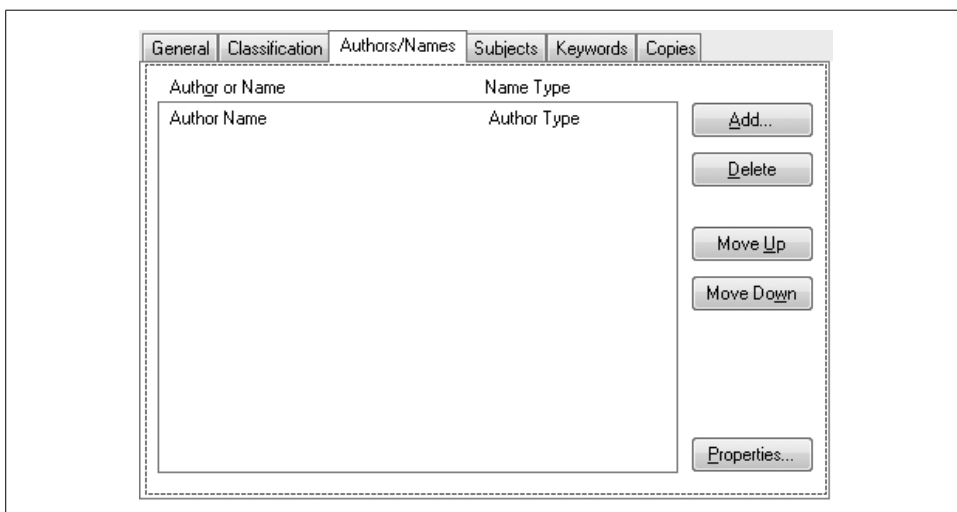 General Classification Authors/Names Subjects Keywords Copies
Author or Name Name Type
Author Name Author Type
Add...
Delete
Move Up
Move Down
Properties...